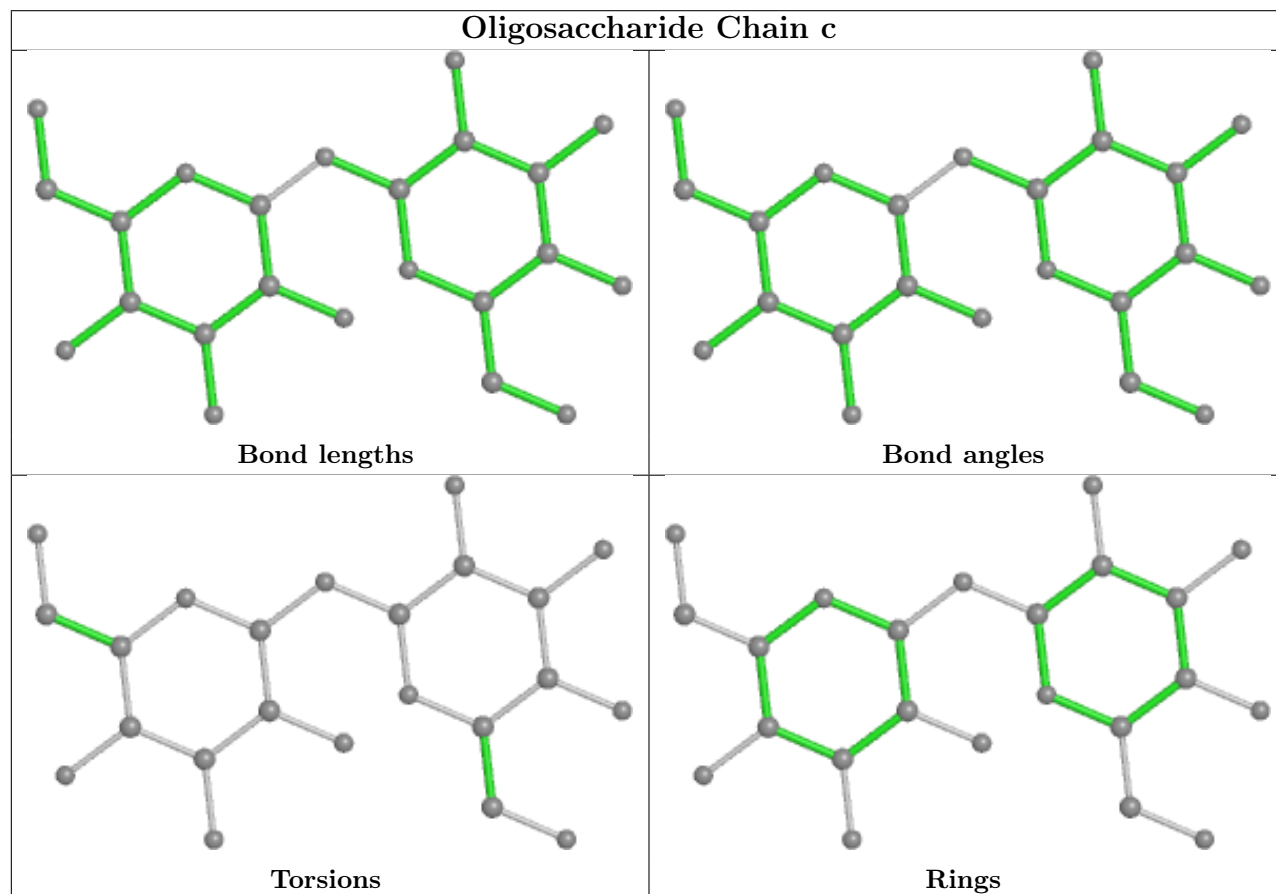 Oligosaccharide Chain c
Bond lengths
Bond angles
Torsions
Rings